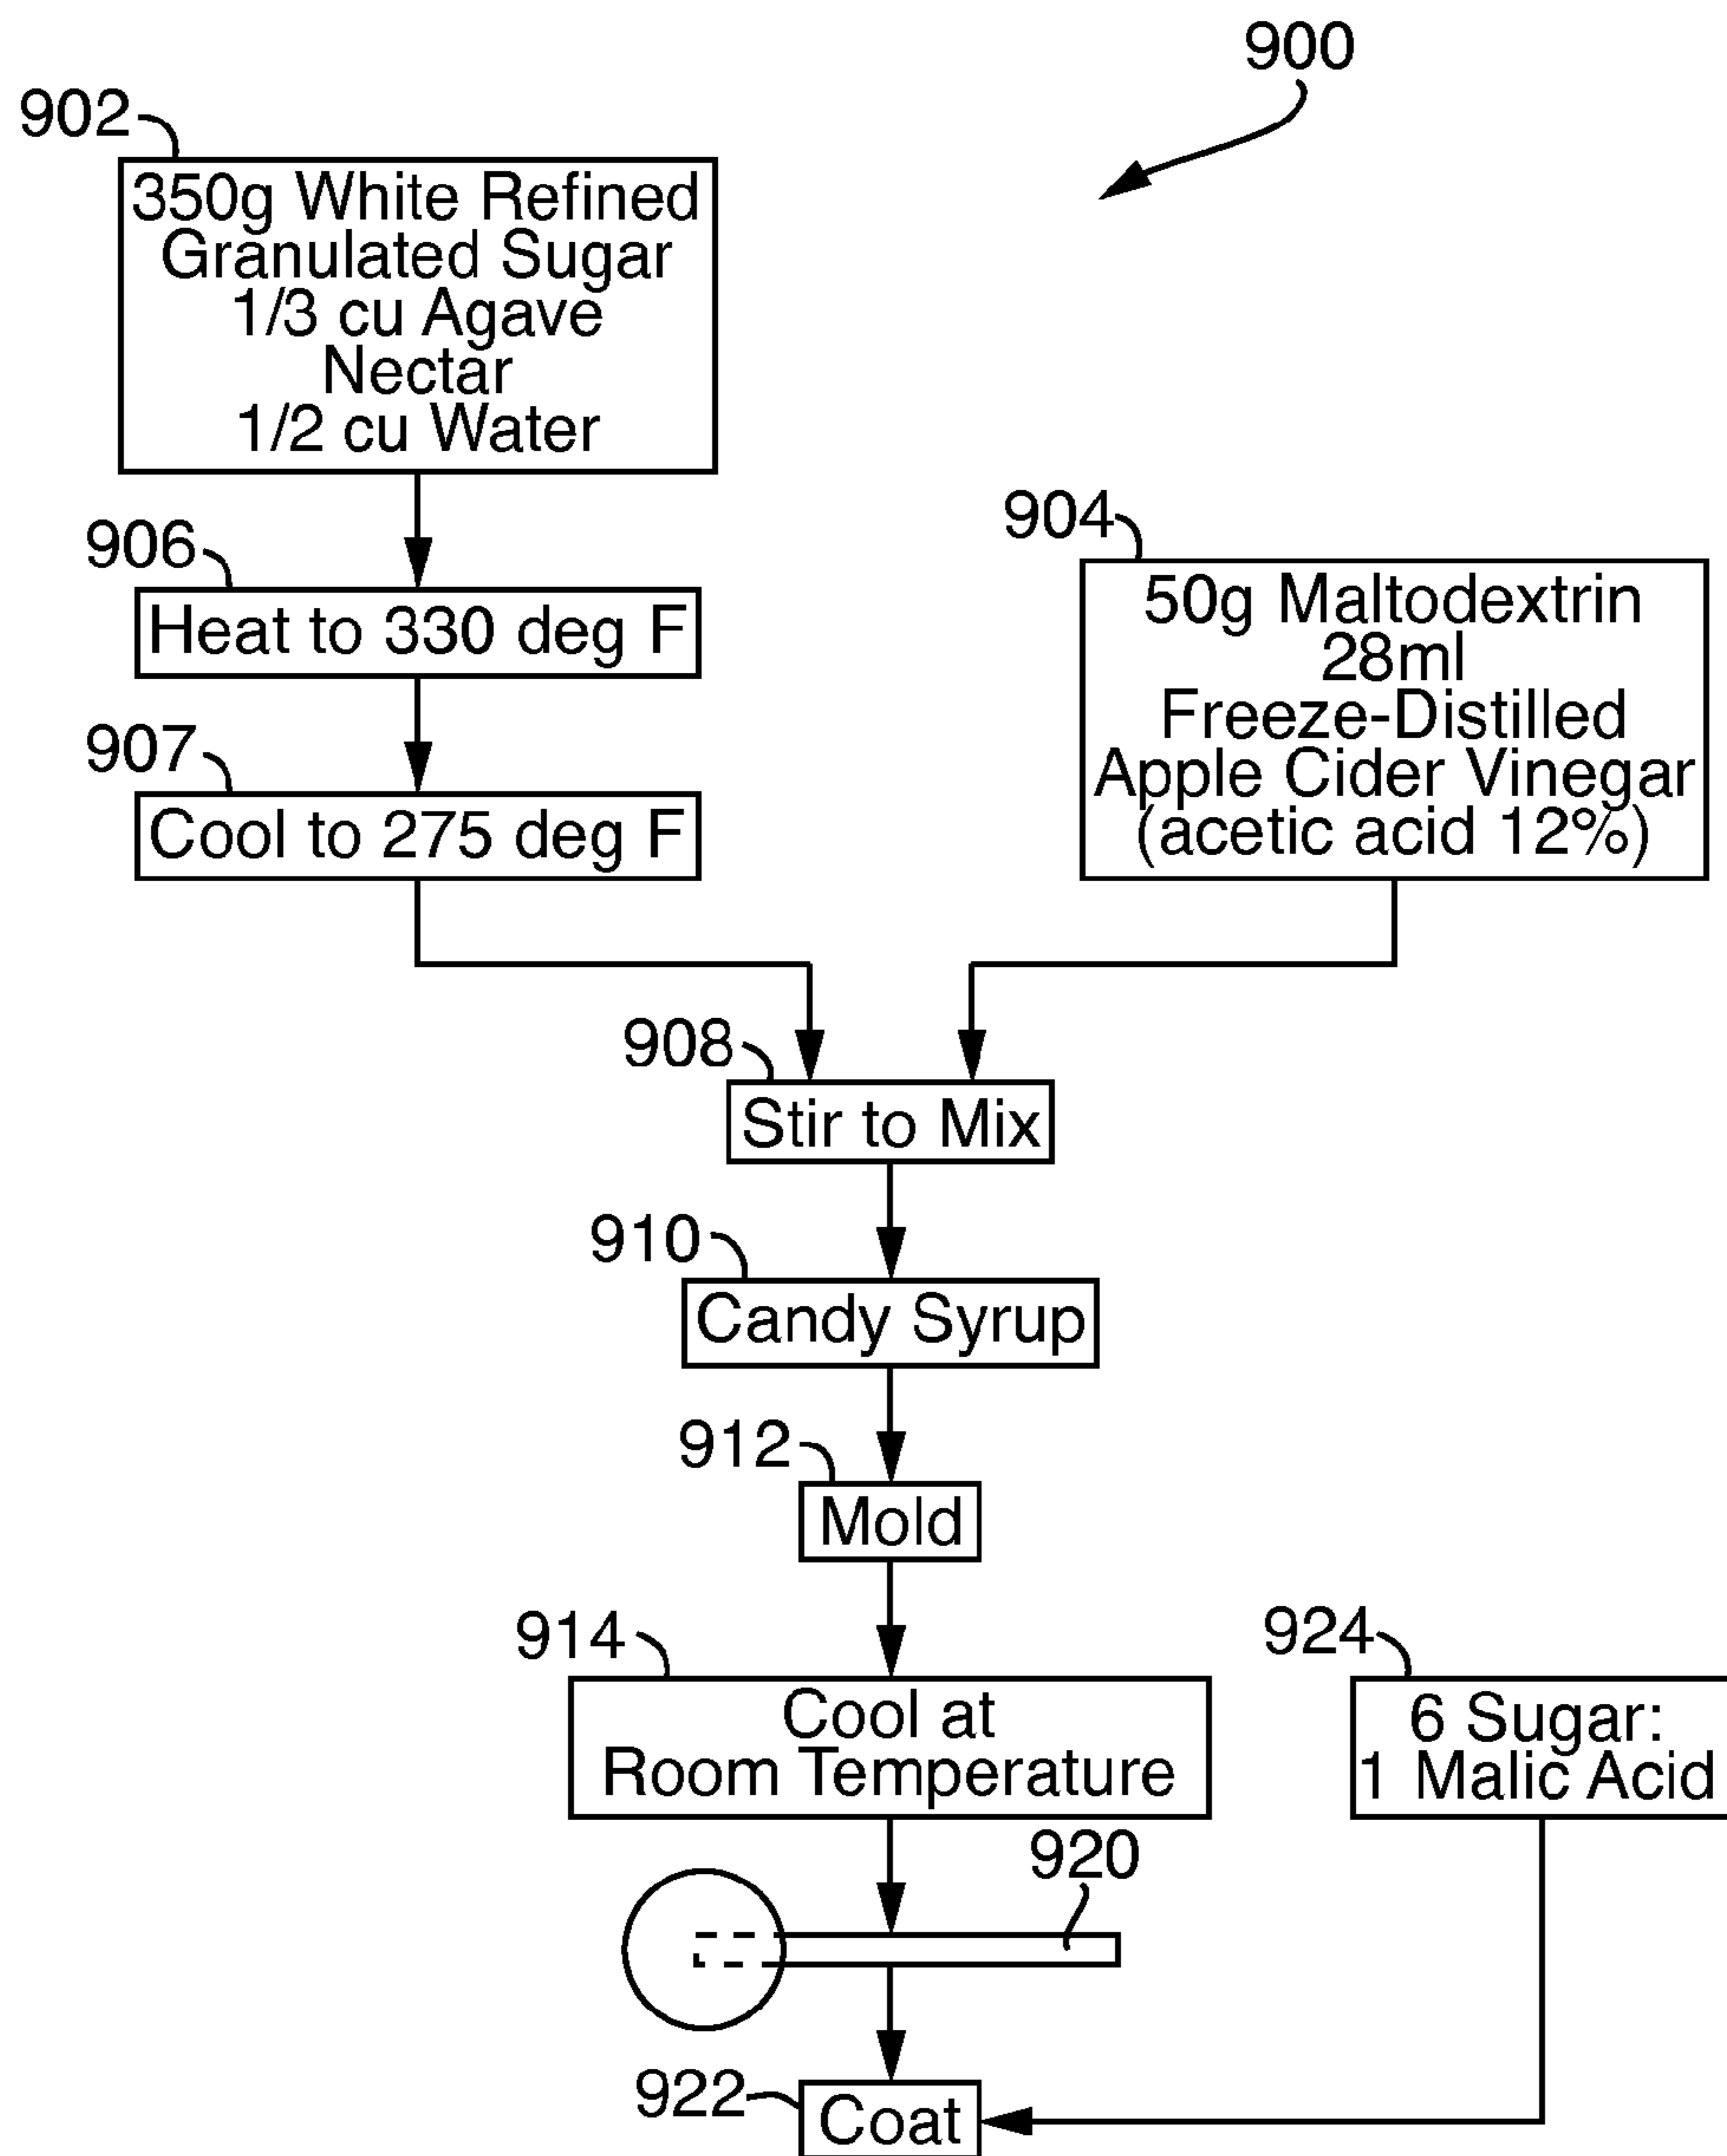 900
902
350g White Refined
Granulated Sugar
1/3 cu Agave
Nectar
1/2 cu Water
904
906
50g Maltodextrin
28ml
Freeze-Distilled
Apple Cider Vinegar
(acetic acid 12%)
Heat to 330 deg F
907
Cool to 275 deg F
908
Stir to Mix
910
Candy Syrup
912
Mold
914
924
Cool at
Room Temperature
6 Sugar:
1 Malic Acid
920
922
Coat